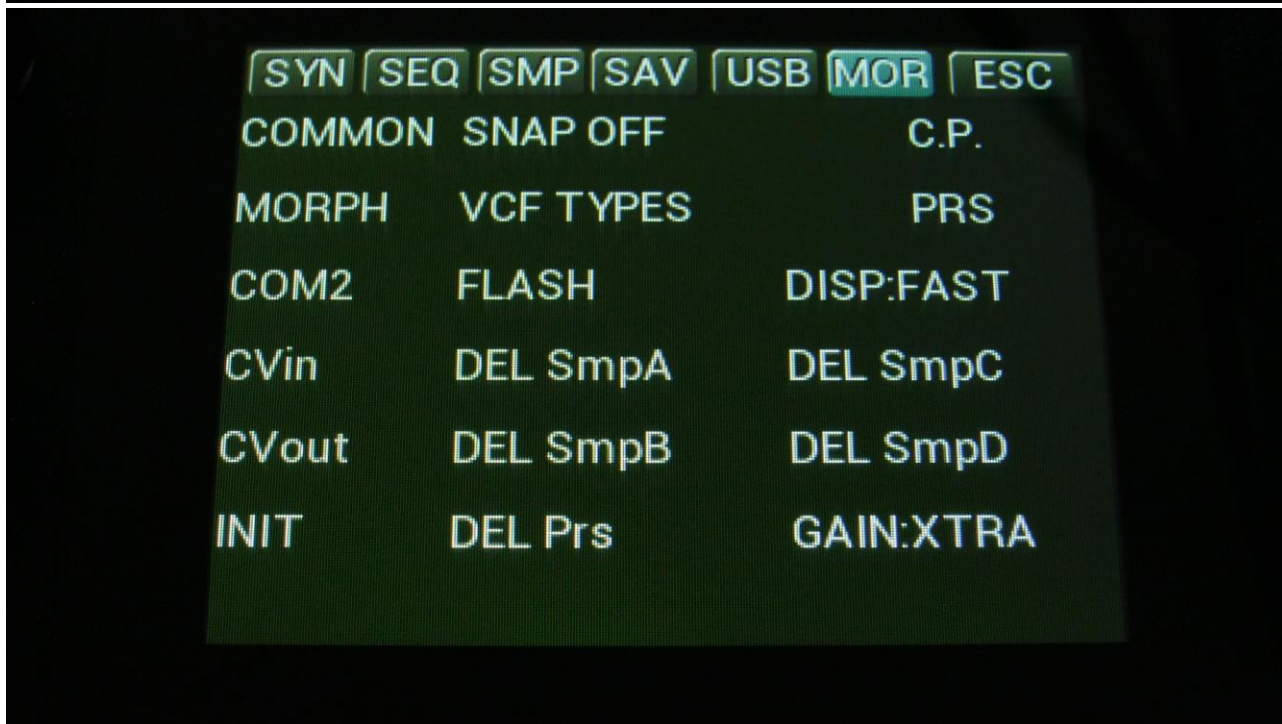 SYN SEQ SMP SAV USB MOR ESC
COMMON SNAP OFF C.P.
MORPH VCF TYPES PRS
COM2 FLASH DISP:FAST
CVin DEL SmpA DEL SmpC
CVout DEL SmpB DEL SmpD
INIT DEL Prs GAIN:XTRA